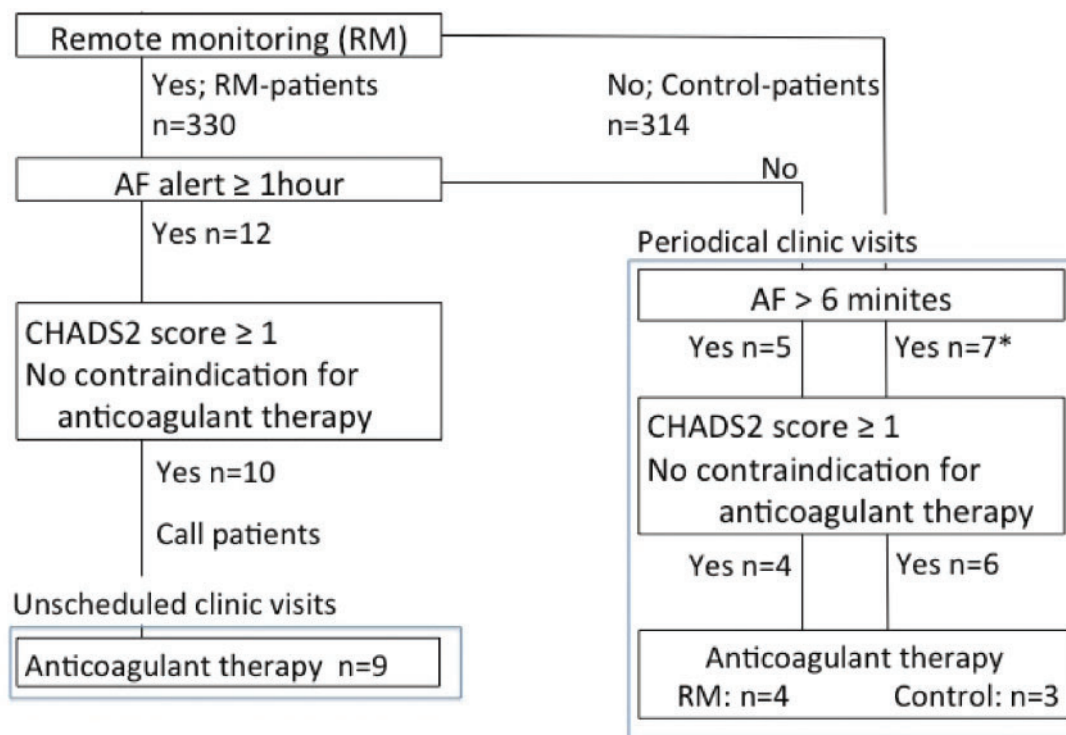 Remote monitoring (RM)
Yes; RM-patients
n=330
No; Control-patients
n=314
AF alert ≥ 1hour
No
Yes n=12
Periodical clinic visits
AF > 6 minites
Yes n=5
Yes n=7*
CHADS2 score ≥ 1
No contraindication for
anticoagulant therapy
Yes n=10
Call patients
CHADS2 score ≥ 1
No contraindication for
anticoagulant therapy
Yes n=4
Yes n=6
Unscheduled clinic visits
Anticoagulant therapy n=9
Anticoagulant therapy
RM: n=4 Control: n=3